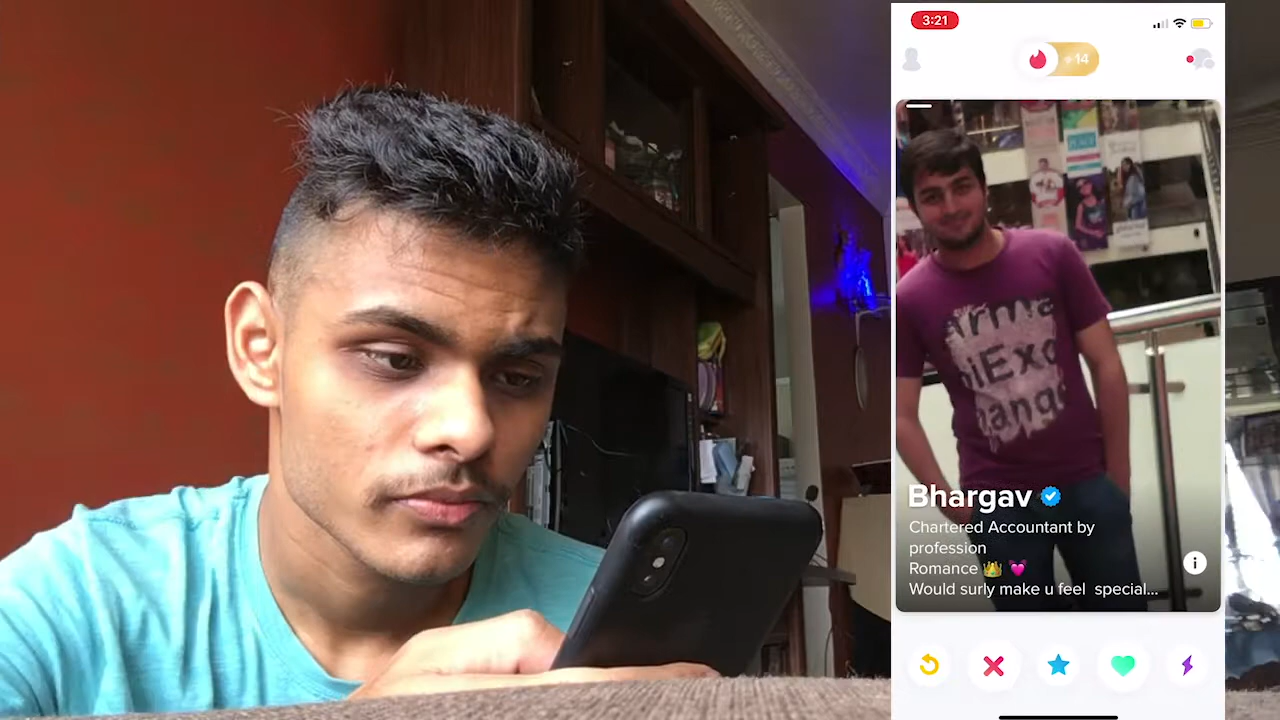 3:21
14
Bhargav
Chartered Accountant by
profession
Romance 👑 💓
Would surly make u feel special...